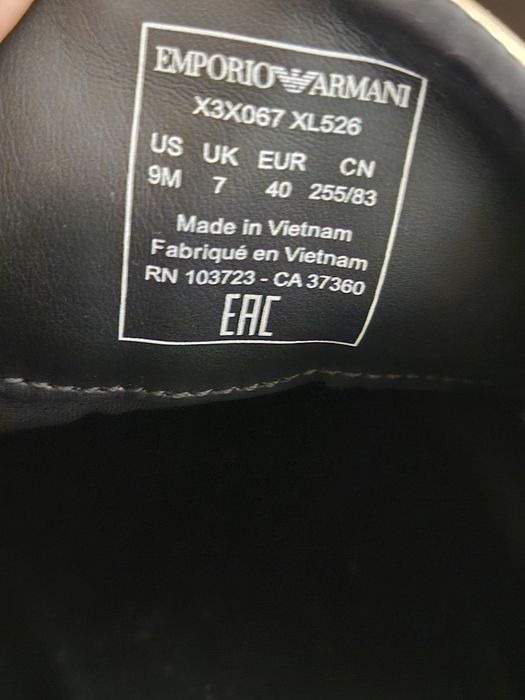 EMPORIO ARMANI
X3X067 XL526
US UK EUR CN
9M 7 40 255/83
Made in Vietnam
Fabriqué en Vietnam
RN 103723 - CA 37360
EAC